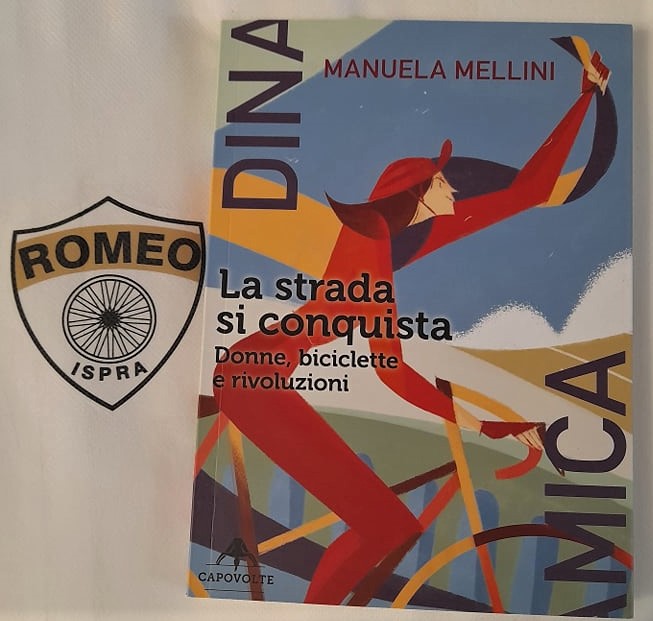 ROMEO
ISPRA
DINA
MANUELA MELLINI
La strada
si conquista
Donne, biciclette
e rivoluzioni
AMICA
CAPOVOLTE